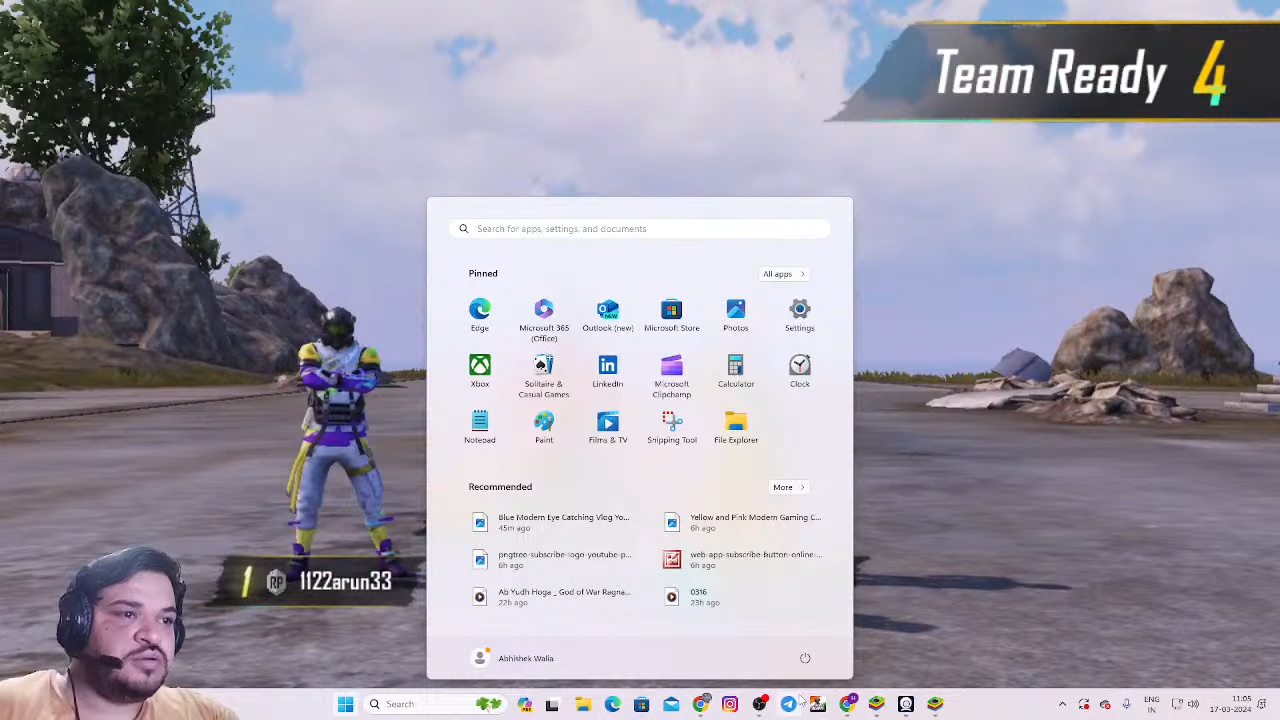 Team Ready 4
Search for apps, settings, and documents
Pinned
All apps
Edge
Microsoft 365
(Office)
Outlook (new)
Microsoft Store
Photos
Settings
Xbox
Solitaire &
Casual Games
LinkedIn
Microsoft
Clipchamp
Calculator
Clock
Notepad
Paint
Films & TV
Snipping Tool
File Explorer
Recommended
More
Blue Modern Eye Catching Vlog Yo...
45m ago
Yellow and Pink Modern Gaming C...
6h ago
pngtree-subscribe-logo-youtube-p...
6h ago
web-app-subscribe-button-online-...
6h ago
Ab Yudh Hoga _ God of War Ragna...
22h ago
0316
23h ago
1 RP 1122arun33
Abhishek Walia
Search
ENG
IN
11:05
17-03-2024